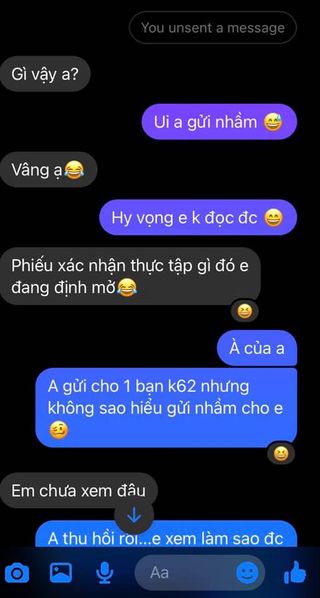 You unsent a message
Gì vậy a?
Ui a gửi nhầm 😅
Vâng ạ😂
Hy vọng e k đọc đc 😄
Phiếu xác nhận thực tập gì đó e
đang định mở😂
À của a
A gửi cho 1 bạn k62 nhưng
không sao hiểu gửi nhầm cho e
🥴
Em chưa xem đâu
A thu hồi rồi...e xem làm sao đc
Aa